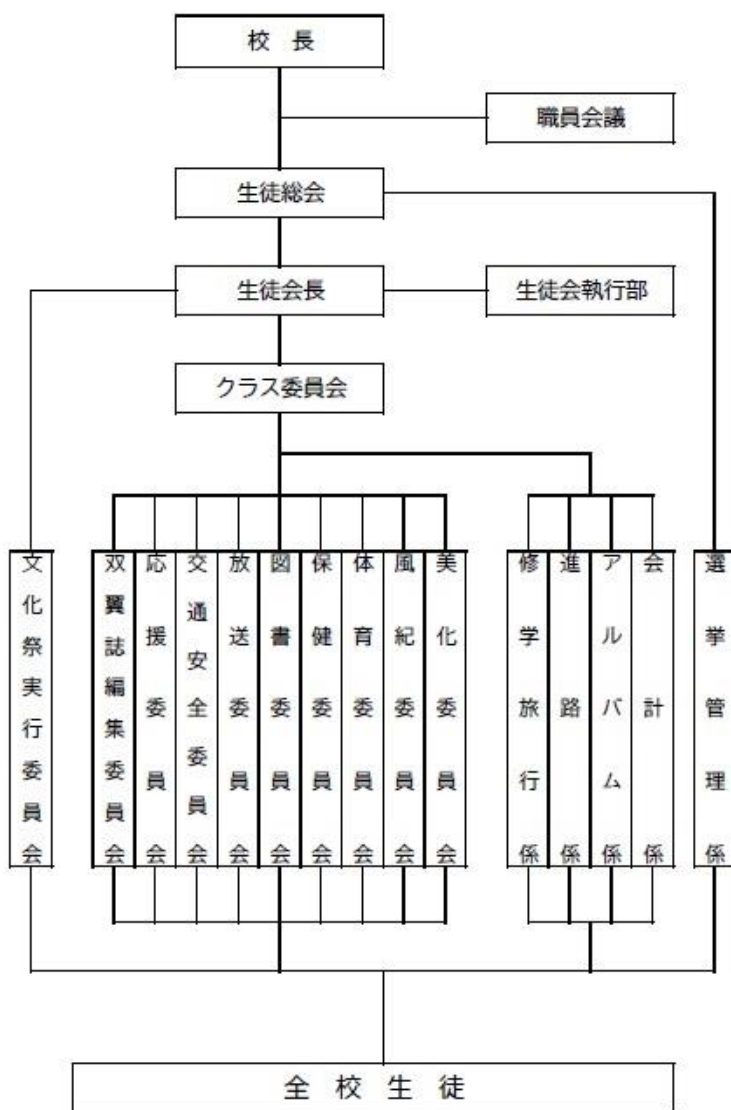 校長
職員会議
生徒総会
生徒会長
生徒会執行部
クラス委員会
文化祭実行委員会
双翼誌編集委員会
応援委員会
交通安全委員会
放送委員会
図書委員会
保健委員会
体育委員会
風紀委員会
美化委員会
修学旅行係
進路係
アルバム係
会計係
選挙管理係
全校生徒